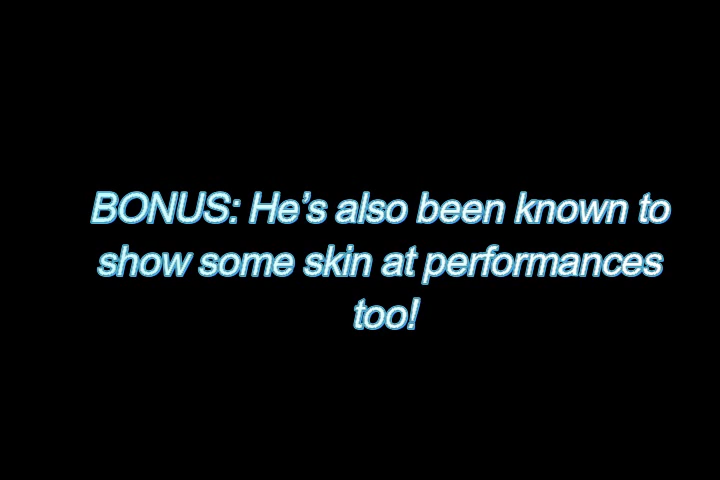 BONUS: He’s also been known to
show some skin at performances
too!